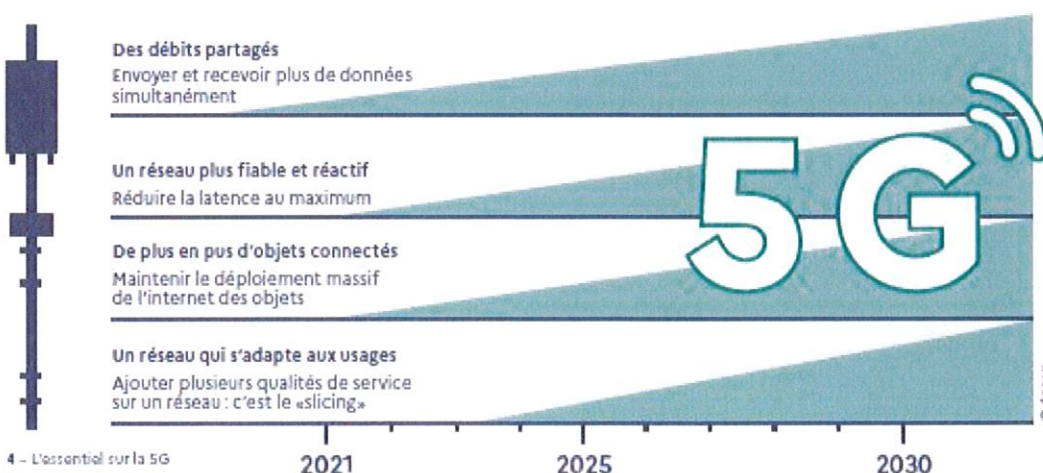 Des débits partagés
Envoyer et recevoir plus de données
simultanément
Un réseau plus fiable et réactif
Réduire la latence au maximum
De plus en pus d'objets connectés
Maintenir le déploiement massif
de l'internet des objets
Un réseau qui s'adapte aux usages
Ajouter plusieurs qualités de service
sur un réseau : c'est le «slicing»
5G
2021
2025
2030
4 – L'essentiel sur la 5G